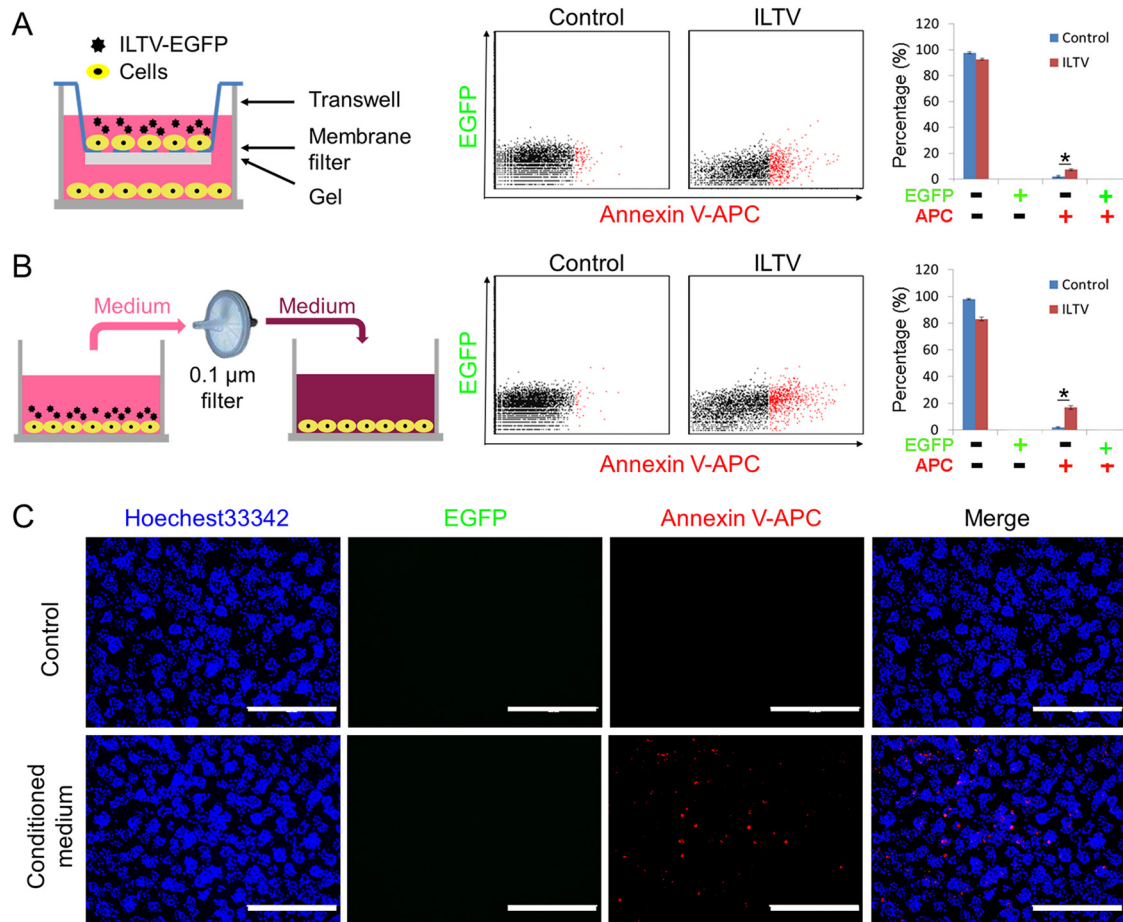 A
ILTV-EGFP
Cells
Transwell
Membrane
filter
Gel
Control
ILTV
EGFP
Annexin V-APC
Percentage (%)
120
100
80
60
40
20
0
Control
ILTV
*
EGFP - + - +
APC - - + +
B
Medium
Medium
0.1 µm
filter
Control
ILTV
EGFP
Annexin V-APC
Percentage (%)
120
100
80
60
40
20
0
Control
ILTV
*
EGFP - + - +
APC - - + +
C
Hoechest33342
EGFP
Annexin V-APC
Merge
Control
Conditioned
medium